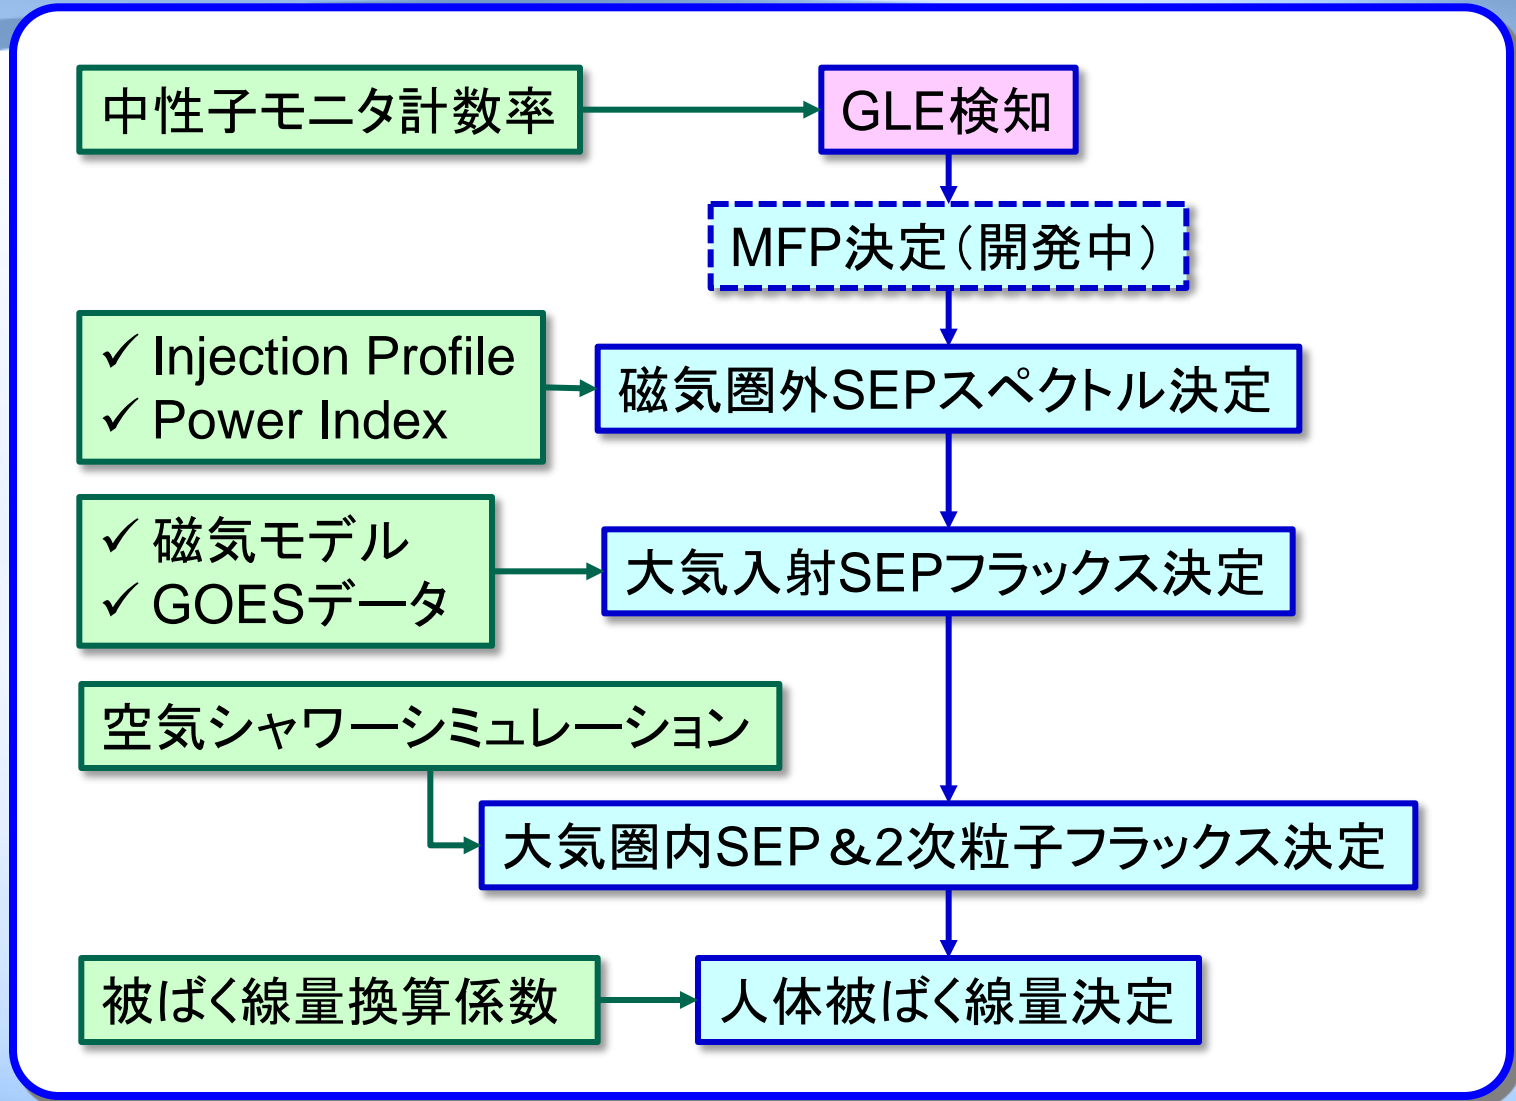 中性子モニタ計数率
GLE検知
MFP決定（開発中）
✓ Injection Profile
✓ Power Index
磁気圏外SEPスペクトル決定
✓ 磁気モデル
✓ GOESデータ
大気入射SEPフラックス決定
空気シャワーシミュレーション
大気圏内SEP＆2次粒子フラックス決定
被ばく線量換算係数
人体被ばく線量決定